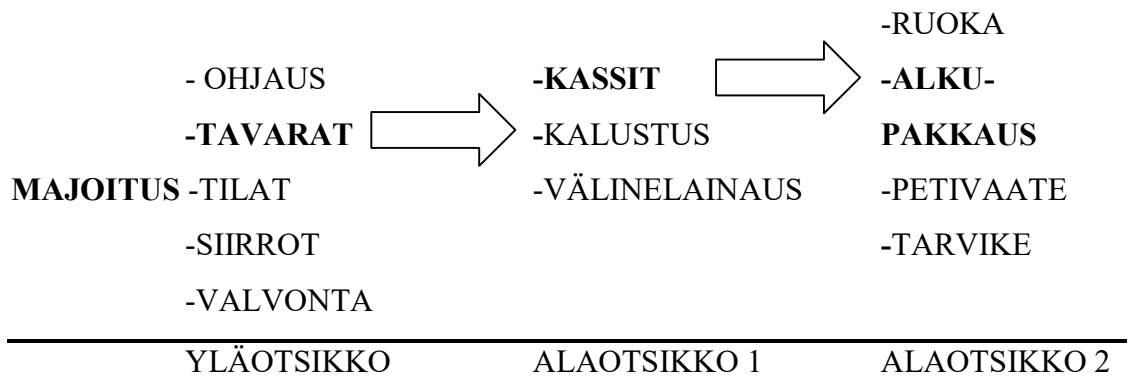 -RUOKA
- OHJAUS -KASSIT -ALKU-
-TAVARAT -KALUSTUS PAKKAUS
MAJOITUS -TILAT -VÄLINELAINAUS -PETIVAATE
-SIIRROT -TARVIKE
-VALVONTA
YLÄOTSIKKO ALAOTSIKKO 1 ALAOTSIKKO 2